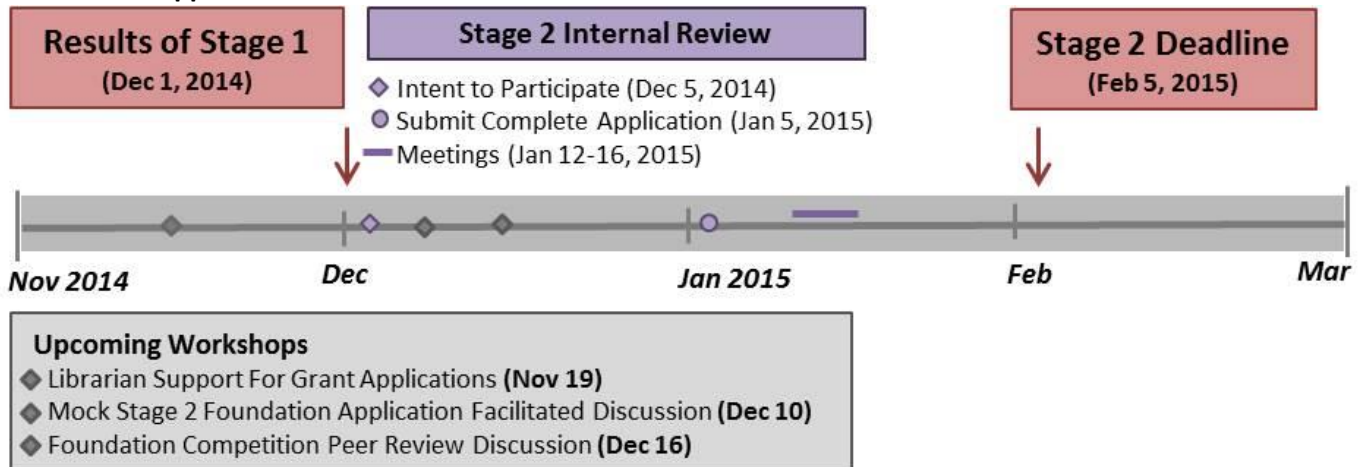 Results of Stage 1
(Dec 1, 2014)
Stage 2 Internal Review
Intent to Participate (Dec 5, 2014)
Submit Complete Application (Jan 5, 2015)
Meetings (Jan 12-16, 2015)
Stage 2 Deadline
(Feb 5, 2015)
Nov 2014
Dec
Jan 2015
Feb
Mar
Upcoming Workshops
Librarian Support For Grant Applications (Nov 19)
Mock Stage 2 Foundation Application Facilitated Discussion (Dec 10)
Foundation Competition Peer Review Discussion (Dec 16)